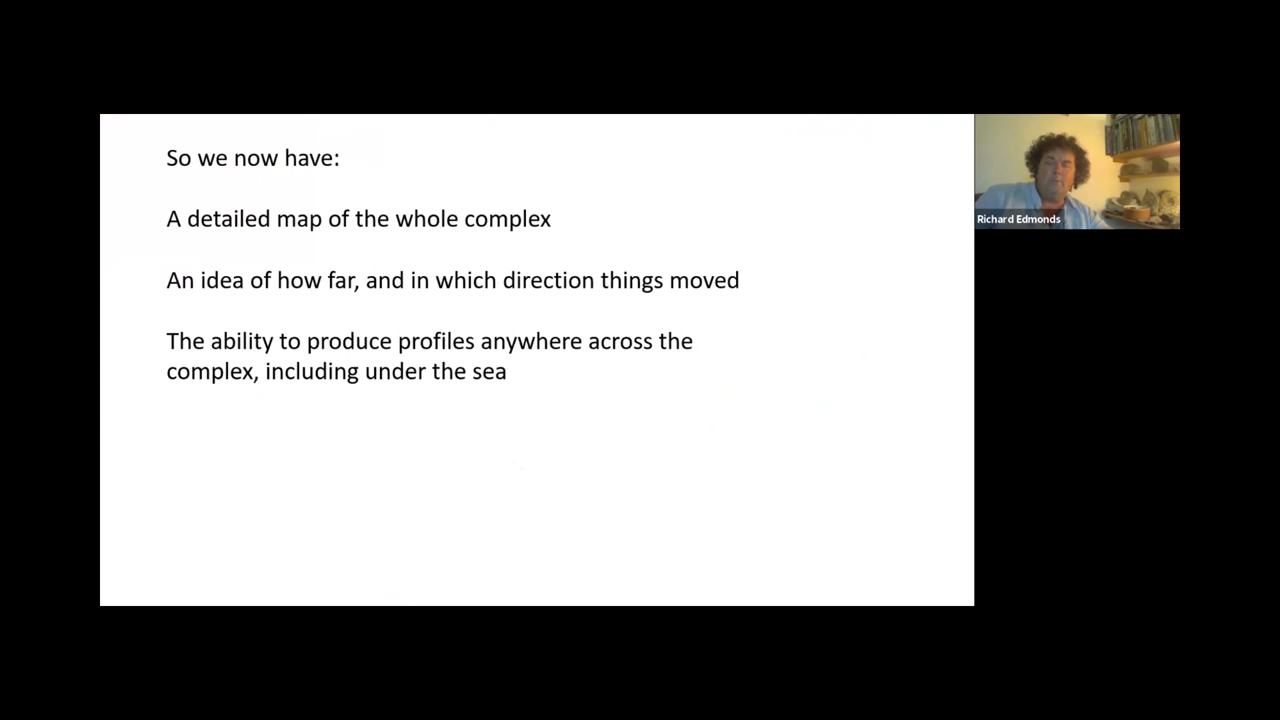 So we now have:
A detailed map of the whole complex
An idea of how far, and in which direction things moved
The ability to produce profiles anywhere across the
complex, including under the sea
Richard Edmonds